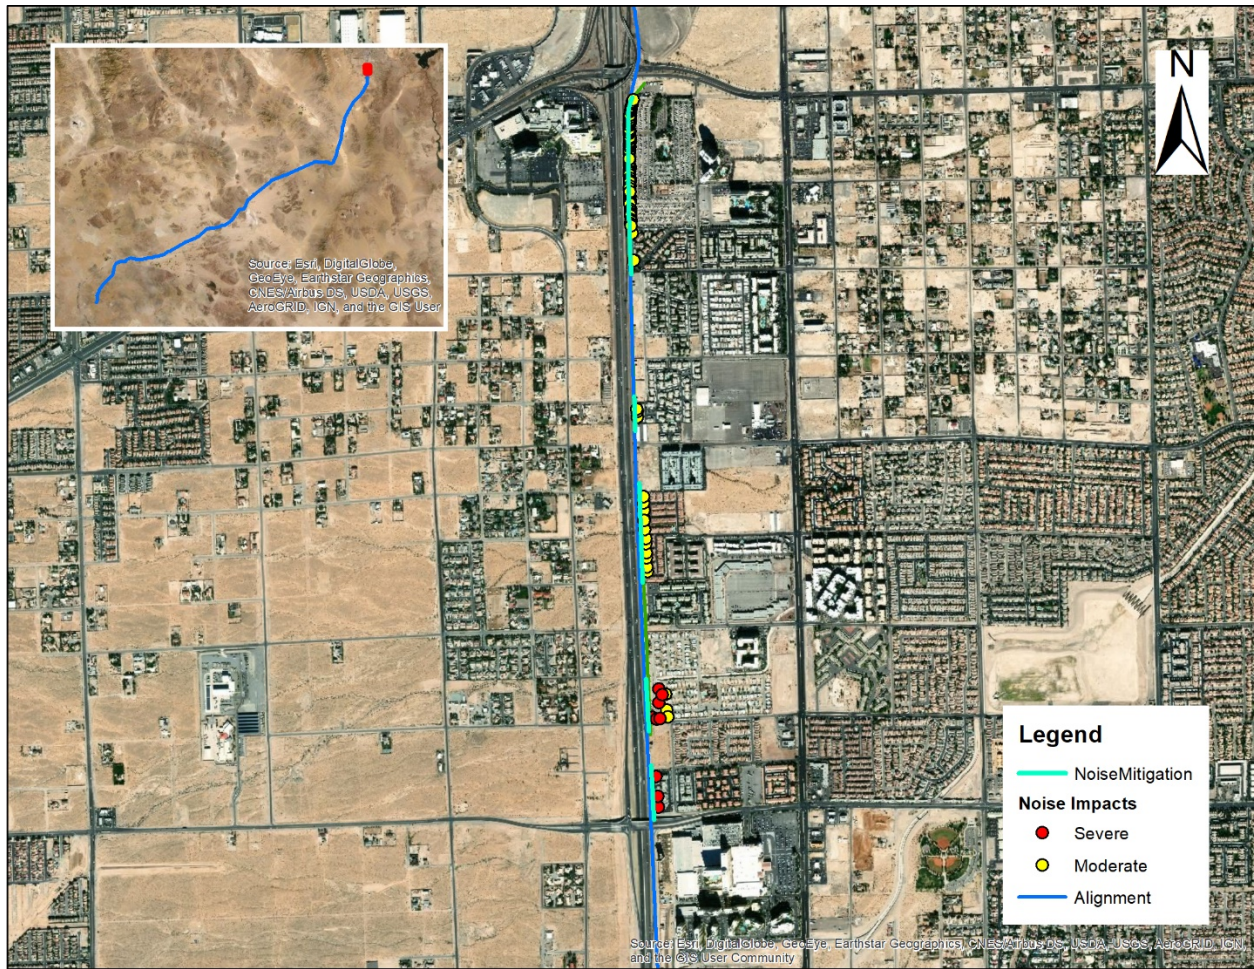 Source: Esri, DigitalGlobe,
GeoEye, Earthstar Geographics,
CNES/Airbus DS, USDA, USGS,
AeroGRID, IGN, and the GIS User
N
Legend
NoiseMitigation
Noise Impacts
Severe
Moderate
Alignment
Source: Esri, DigitalGlobe, GeoEye, Earthstar Geographics, CNES/Airbus DS, USDA, USGS, AeroGRID, IGN,
and the GIS User Community